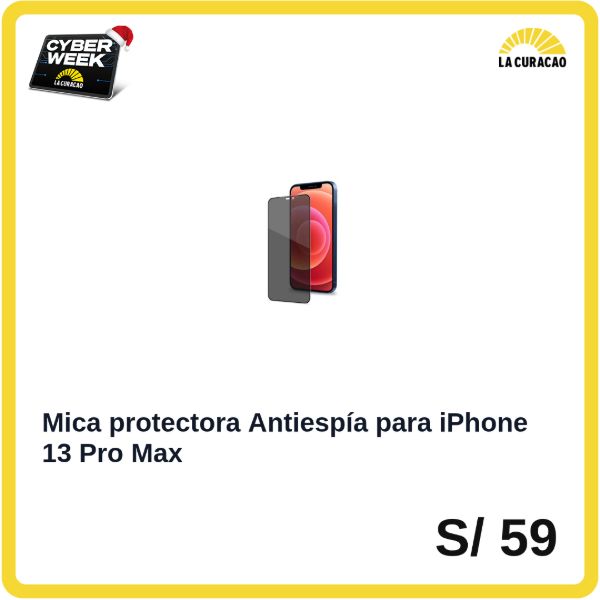 CYBER
WEEK
LA CURACAO
LA CURACAO
Mica protectora Antiespía para iPhone
13 Pro Max
S/ 59